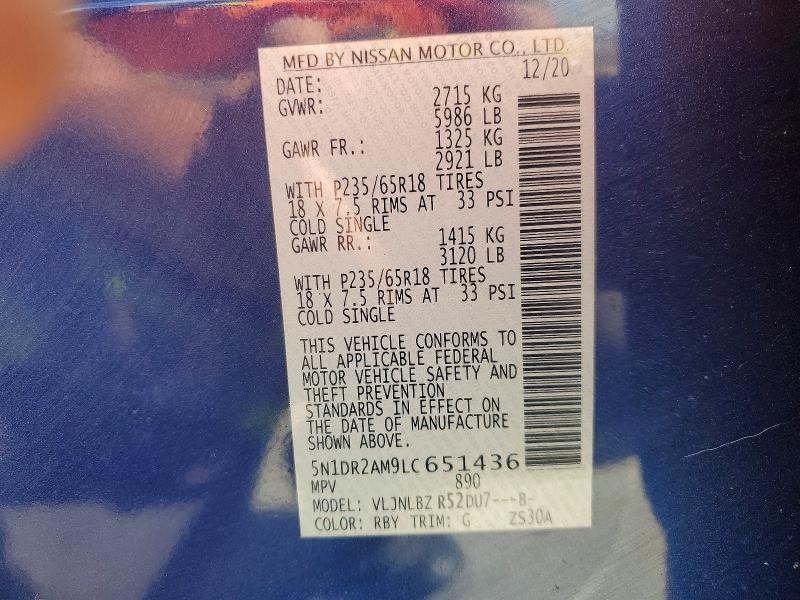 MFD BY NISSAN MOTOR CO., LTD.
DATE: 12/20
GVWR: 2715 KG
5986 LB
GAWR FR.: 1325 KG
2921 LB
WITH P235/65R18 TIRES
18 X 7.5 RIMS AT 33 PSI
COLD SINGLE
GAWR RR.: 1415 KG
3120 LB
WITH P235/65R18 TIRES
18 X 7.5 RIMS AT 33 PSI
COLD SINGLE
THIS VEHICLE CONFORMS TO
ALL APPLICABLE FEDERAL
MOTOR VEHICLE SAFETY AND
THEFT PREVENTION
STANDARDS IN EFFECT ON
THE DATE OF MANUFACTURE
SHOWN ABOVE.
5N1DR2AM9LC651436
MPV 890
MODEL: VLJNLBZ R52DU7---B-
COLOR: RBY TRIM: G ZS30A